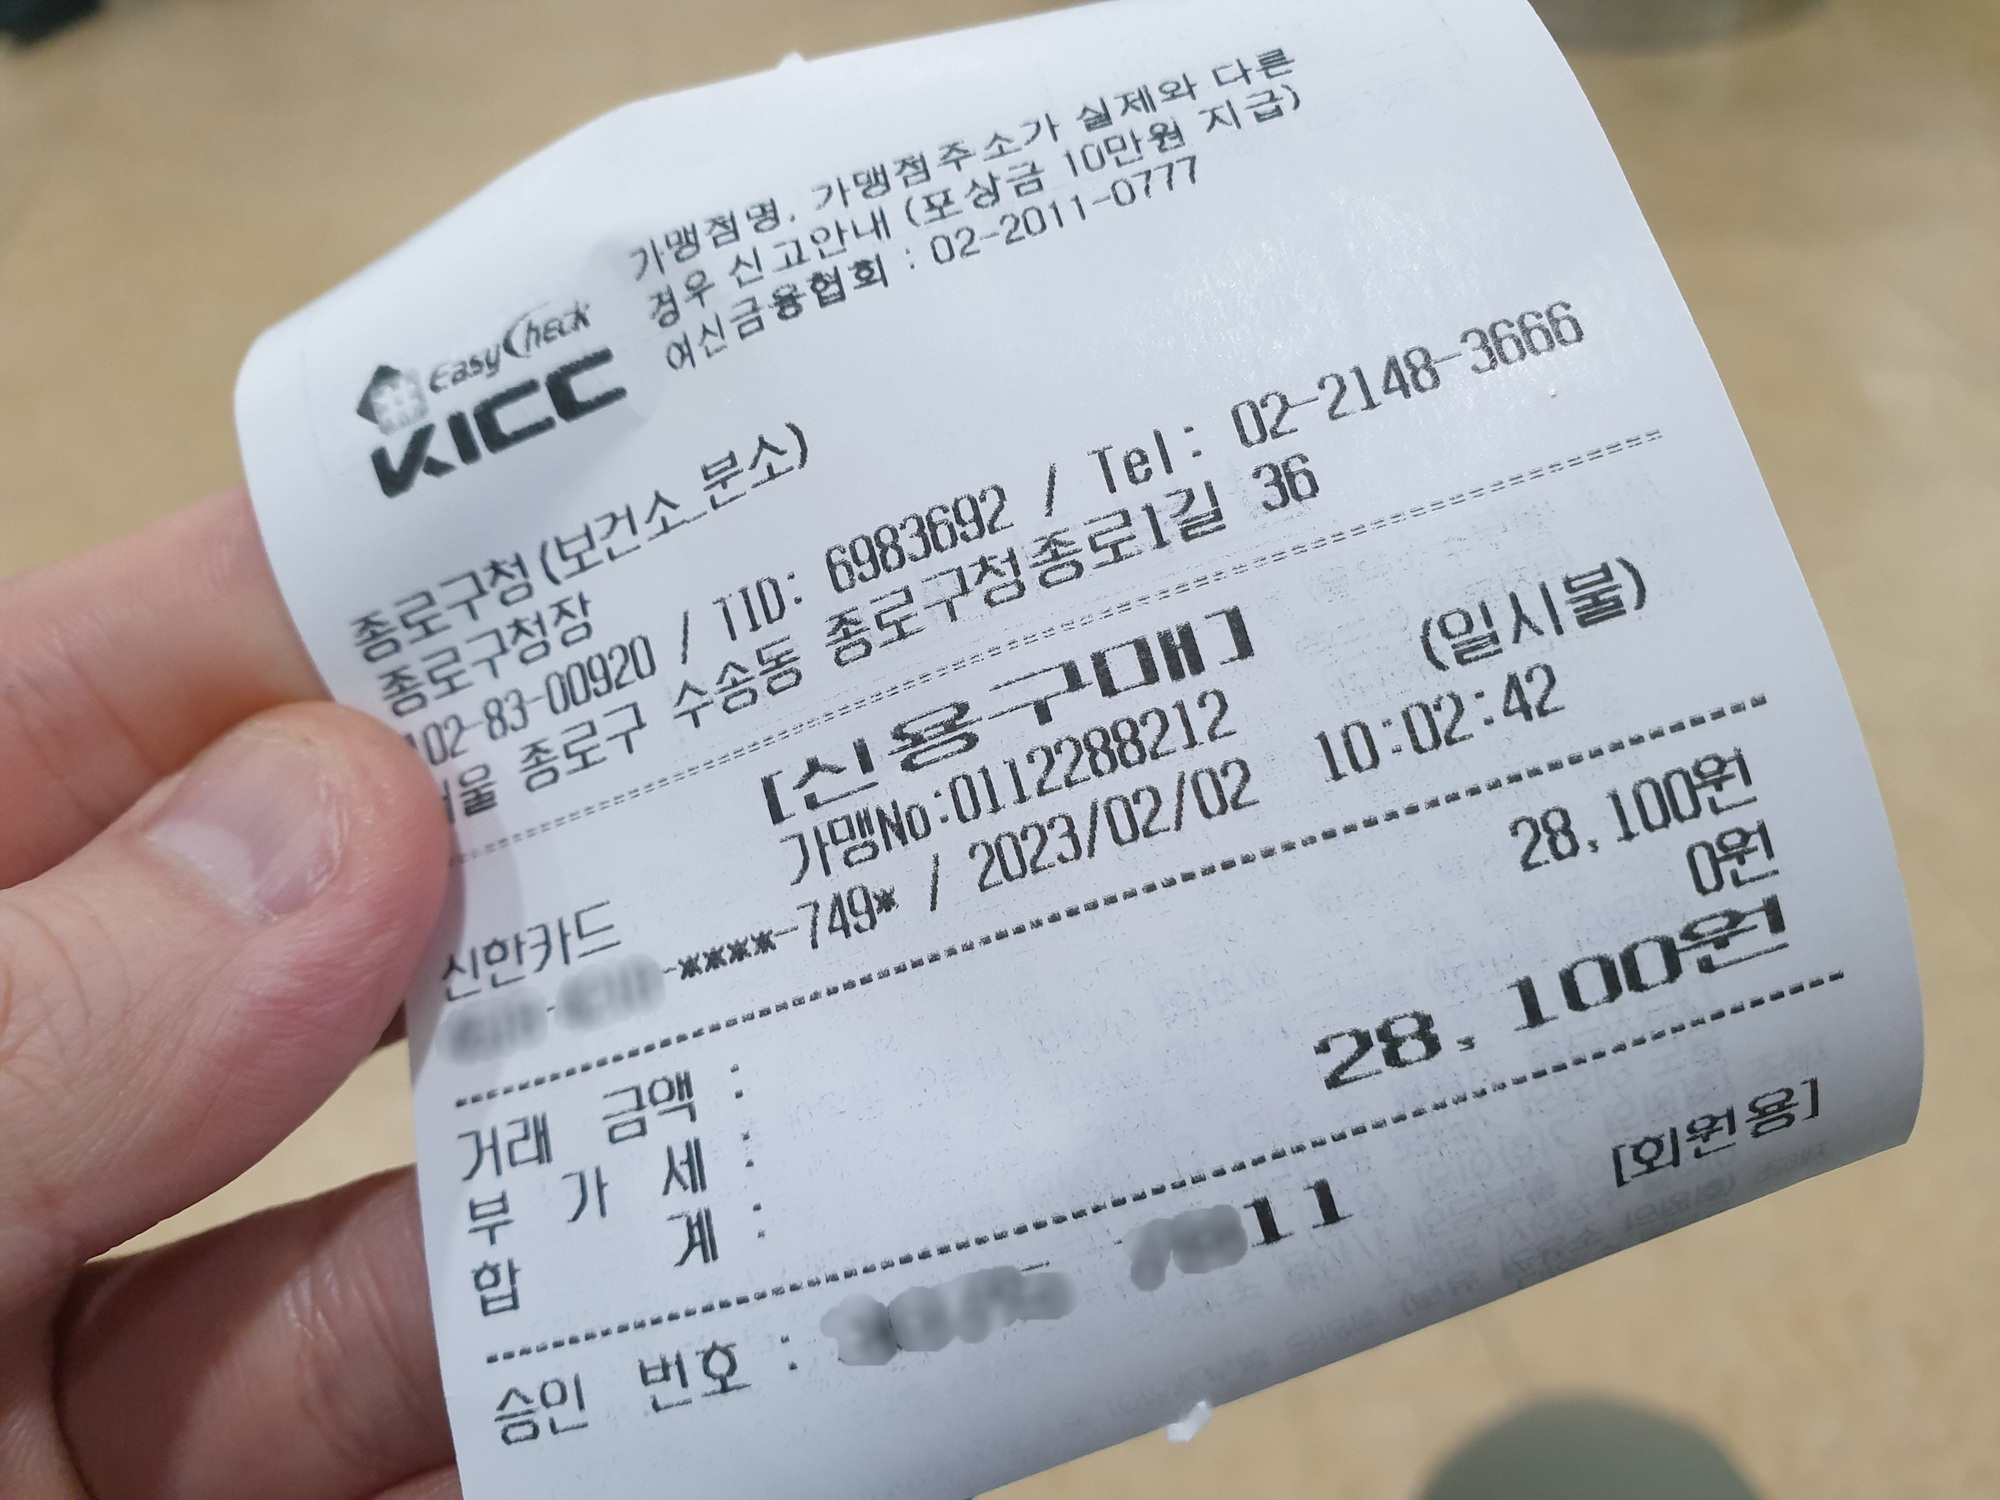 EasyCheck
KICC
가맹점명, 가맹점주소가 실제와 다른
경우 신고안내 (포상금 10만원 지급)
여신금융협회 : 02-2011-0777
종로구청(보건소_분소)
종로구청장
102-83-00920 / TID: 6983692 / Tel: 02-2148-3666
서울 종로구 수송동 종로구청종로1길 36
[신용구매]
(일시불)
신한카드 가맹No:0112288212
-****-749* / 2023/02/02 10:02:42
거래 금액 : 28,100원
부 가 세 : 0원
합 계 : 28,100원
승인 번호 : 11 [회원용]